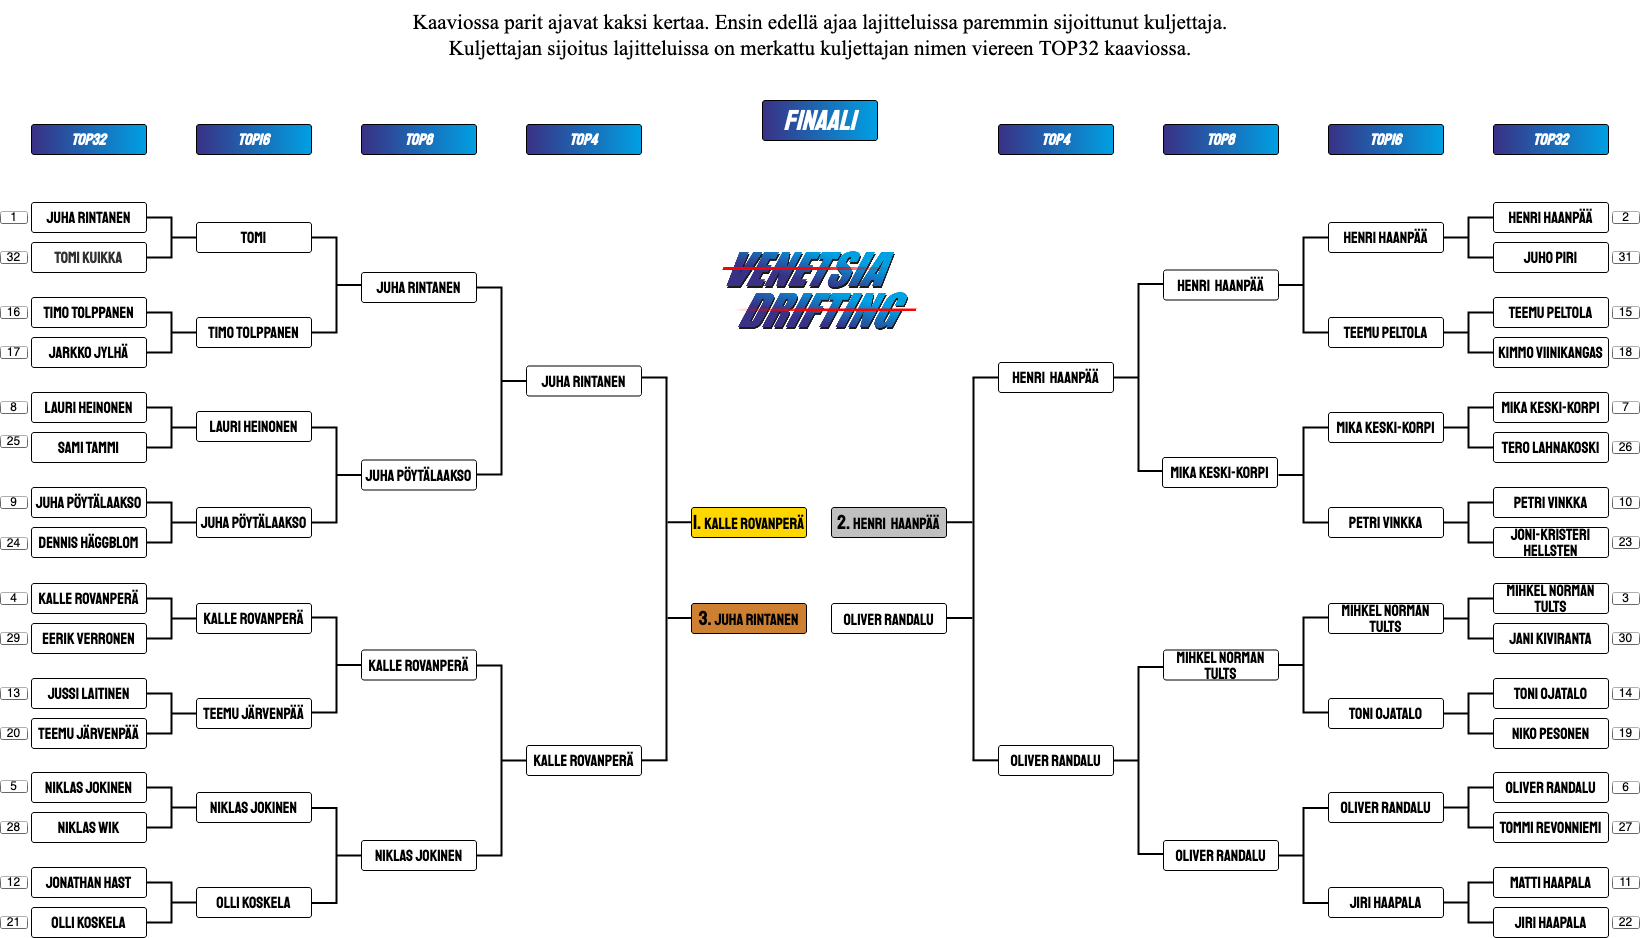 Kaaviossa parit ajavat kaksi kertaa. Ensin edellä ajaa lajitteluissa paremmin sijoittunut kuljettaja.
Kuljettajan sijoitus lajitteluissa on merkattu kuljettajan nimen viereen TOP32 kaaviossa.
FINAALI
TOP32
TOP16
TOP8
TOP4
TOP4
TOP8
TOP16
TOP32
VENETSIA
DRIFTING
1 JUHA RINTANEN
32 TOMI KUIKKA
16 TIMO TOLPPANEN
17 JARKKO JYLHÄ
8 LAURI HEINONEN
25 SAMI TAMMI
9 JUHA PÖYTÄLAAKSO
24 DENNIS HÄGGBLOM
4 KALLE ROVANPERÄ
29 EERIK VERRONEN
13 JUSSI LAITINEN
20 TEEMU JÄRVENPÄÄ
5 NIKLAS JOKINEN
28 NIKLAS WIK
12 JONATHAN HAST
21 OLLI KOSKELA
TOMI
TIMO TOLPPANEN
LAURI HEINONEN
JUHA PÖYTÄLAAKSO
KALLE ROVANPERÄ
TEEMU JÄRVENPÄÄ
NIKLAS JOKINEN
OLLI KOSKELA
JUHA RINTANEN
JUHA PÖYTÄLAAKSO
KALLE ROVANPERÄ
NIKLAS JOKINEN
JUHA RINTANEN
KALLE ROVANPERÄ
1. KALLE ROVANPERÄ
2. HENRI HAANPÄÄ
3. JUHA RINTANEN
OLIVER RANDALU
HENRI HAANPÄÄ
OLIVER RANDALU
HENRI HAANPÄÄ
MIKA KESKI-KORPI
MIHKEL NORMAN
TULTS
OLIVER RANDALU
HENRI HAANPÄÄ
TEEMU PELTOLA
MIKA KESKI-KORPI
PETRI VINKKA
MIHKEL NORMAN
TULTS
TONI OJATALO
OLIVER RANDALU
JIRI HAAPALA
HENRI HAANPÄÄ 2
JUHO PIRI 31
TEEMU PELTOLA 15
KIMMO VIINIKANGAS 18
MIKA KESKI-KORPI 7
TERO LAHNAKOSKI 26
PETRI VINKKA 10
JONI-KRISTERI
HELLSTEN 23
MIHKEL NORMAN
TULTS 3
JANI KIVIRANTA 30
TONI OJATALO 14
NIKO PESONEN 19
OLIVER RANDALU 6
TOMMI REVONNIEMI 27
MATTI HAAPALA 11
JIRI HAAPALA 22